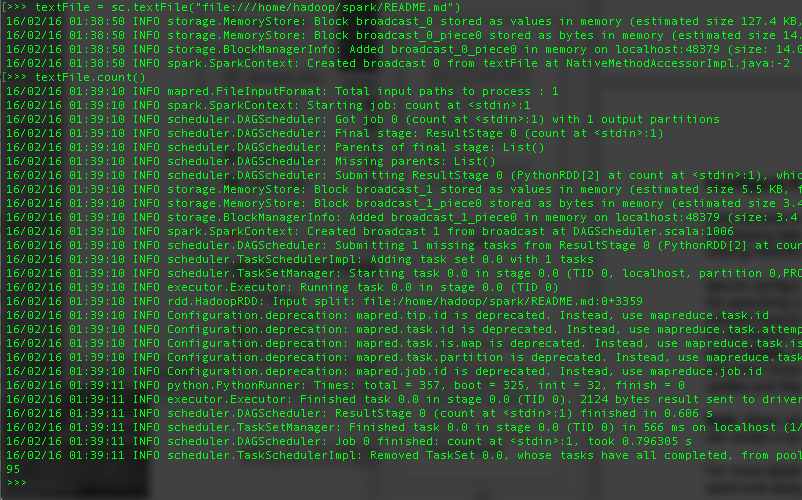 [>>> textFile = sc.textFile("file:///home/hadoop/spark/README.md")
16/02/16 01:38:50 INFO storage.MemoryStore: Block broadcast_0 stored as values in memory (estimated size 127.4 KB,
16/02/16 01:38:50 INFO storage.MemoryStore: Block broadcast_0_piece0 stored as bytes in memory (estimated size 14.
16/02/16 01:38:50 INFO storage.BlockManagerInfo: Added broadcast_0_piece0 in memory on localhost:48379 (size: 14.0
16/02/16 01:38:50 INFO spark.SparkContext: Created broadcast 0 from textFile at NativeMethodAccessorImpl.java:-2
[>>> textFile.count()
16/02/16 01:39:10 INFO mapred.FileInputFormat: Total input paths to process : 1
16/02/16 01:39:10 INFO spark.SparkContext: Starting job: count at <stdin>:1
16/02/16 01:39:10 INFO scheduler.DAGScheduler: Got job 0 (count at <stdin>:1) with 1 output partitions
16/02/16 01:39:10 INFO scheduler.DAGScheduler: Final stage: ResultStage 0 (count at <stdin>:1)
16/02/16 01:39:10 INFO scheduler.DAGScheduler: Parents of final stage: List()
16/02/16 01:39:10 INFO scheduler.DAGScheduler: Missing parents: List()
16/02/16 01:39:10 INFO scheduler.DAGScheduler: Submitting ResultStage 0 (PythonRDD[2] at count at <stdin>:1), whic
16/02/16 01:39:10 INFO storage.MemoryStore: Block broadcast_1 stored as values in memory (estimated size 5.5 KB, f
16/02/16 01:39:10 INFO storage.MemoryStore: Block broadcast_1_piece0 stored as bytes in memory (estimated size 3.4
16/02/16 01:39:10 INFO storage.BlockManagerInfo: Added broadcast_1_piece0 in memory on localhost:48379 (size: 3.4
16/02/16 01:39:10 INFO spark.SparkContext: Created broadcast 1 from broadcast at DAGScheduler.scala:1006
16/02/16 01:39:10 INFO scheduler.DAGScheduler: Submitting 1 missing tasks from ResultStage 0 (PythonRDD[2] at coun
16/02/16 01:39:10 INFO scheduler.TaskSchedulerImpl: Adding task set 0.0 with 1 tasks
16/02/16 01:39:10 INFO scheduler.TaskSetManager: Starting task 0.0 in stage 0.0 (TID 0, localhost, partition 0,PRO
16/02/16 01:39:10 INFO executor.Executor: Running task 0.0 in stage 0.0 (TID 0)
16/02/16 01:39:10 INFO rdd.HadoopRDD: Input split: file:/home/hadoop/spark/README.md:0+3359
16/02/16 01:39:10 INFO Configuration.deprecation: mapred.tip.id is deprecated. Instead, use mapreduce.task.id
16/02/16 01:39:10 INFO Configuration.deprecation: mapred.task.id is deprecated. Instead, use mapreduce.task.attemp
16/02/16 01:39:10 INFO Configuration.deprecation: mapred.task.is.map is deprecated. Instead, use mapreduce.task.is
16/02/16 01:39:10 INFO Configuration.deprecation: mapred.task.partition is deprecated. Instead, use mapreduce.task
16/02/16 01:39:10 INFO Configuration.deprecation: mapred.job.id is deprecated. Instead, use mapreduce.job.id
16/02/16 01:39:11 INFO python.PythonRunner: Times: total = 357, boot = 325, init = 32, finish = 0
16/02/16 01:39:11 INFO executor.Executor: Finished task 0.0 in stage 0.0 (TID 0). 2124 bytes result sent to driver
16/02/16 01:39:11 INFO scheduler.DAGScheduler: ResultStage 0 (count at <stdin>:1) finished in 0.606 s
16/02/16 01:39:11 INFO scheduler.TaskSetManager: Finished task 0.0 in stage 0.0 (TID 0) in 566 ms on localhost (1/
16/02/16 01:39:11 INFO scheduler.DAGScheduler: Job 0 finished: count at <stdin>:1, took 0.796305 s
16/02/16 01:39:11 INFO scheduler.TaskSchedulerImpl: Removed TaskSet 0.0, whose tasks have all completed, from pool
95
>>>